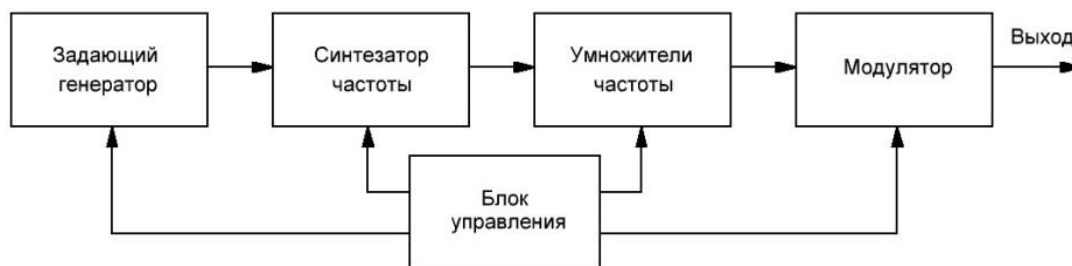 Задающий
генератор
Синтезатор
частоты
Умножители
частоты
Модулятор
Выход
Блок
управления